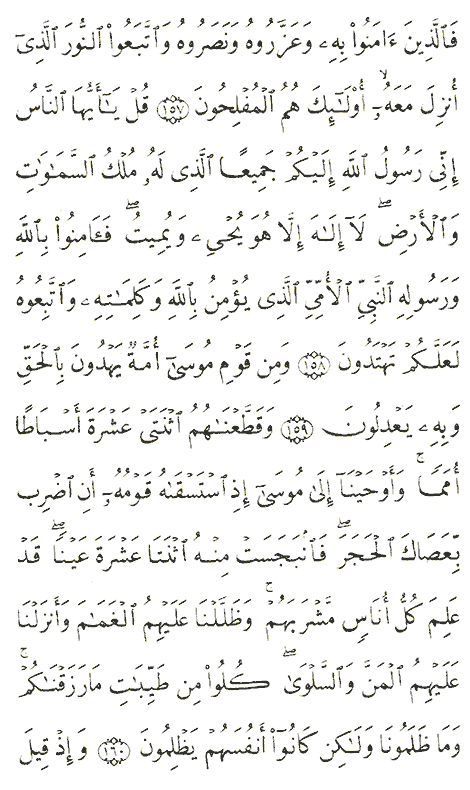 فَٱلَّذِينَ ءَامَنُوا۟ بِهِۦ وَعَزَّرُوهُ وَنَصَرُوهُ وَٱتَّبَعُوا۟ ٱلنُّورَ ٱلَّذِىٓ
أُنزِلَ مَعَهُۥٓ ۙ أُو۟لَـٰٓئِكَ هُمُ ٱلْمُفْلِحُونَ ١٥٧ قُلْ يَـٰٓأَيُّهَا ٱلنَّاسُ
إِنِّى رَسُولُ ٱللَّهِ إِلَيْكُمْ جَمِيعًا ٱلَّذِى لَهُۥ مُلْكُ ٱلسَّمَـٰوَٰتِ
وَٱلْأَرْضِ ۖ لَآ إِلَـٰهَ إِلَّا هُوَ يُحْىِۦ وَيُمِيتُ ۖ فَـَٔامِنُوا۟ بِٱللَّهِ
وَرَسُولِهِ ٱلنَّبِىِّ ٱلْأُمِّىِّ ٱلَّذِى يُؤْمِنُ بِٱللَّهِ وَكَلِمَـٰتِهِۦ وَٱتَّبِعُوهُ
لَعَلَّكُمْ تَهْتَدُونَ ١٥٨ وَمِن قَوْمِ مُوسَىٰٓ أُمَّةٌ يَهْدُونَ بِٱلْحَقِّ
وَبِهِۦ يَعْدِلُونَ ١٥٩ وَقَطَّعْنَـٰهُمُ ٱثْنَتَىْ عَشْرَةَ أَسْبَاطًا
أُمَمًا ۚ وَأَوْحَيْنَآ إِلَىٰ مُوسَىٰٓ إِذِ ٱسْتَسْقَىٰهُ قَوْمُهُۥٓ أَنِ ٱضْرِب
بِّعَصَاكَ ٱلْحَجَرَ ۖ فَٱنۢبَجَسَتْ مِنْهُ ٱثْنَتَا عَشْرَةَ عَيْنًا ۖ قَدْ
عَلِمَ كُلُّ أُنَاسٍ مَّشْرَبَهُمْ ۚ وَظَلَّلْنَا عَلَيْهِمُ ٱلْغَمَـٰمَ وَأَنزَلْنَا
عَلَيْهِمُ ٱلْمَنَّ وَٱلسَّلْوَىٰ ۖ كُلُوا۟ مِن طَيِّبَـٰتِ مَا رَزَقْنَـٰكُمْ ۚ
وَمَا ظَلَمُونَا وَلَـٰكِن كَانُوٓا۟ أَنفُسَهُمْ يَظْلِمُونَ ١٦٠ وَإِذْ قِيلَ